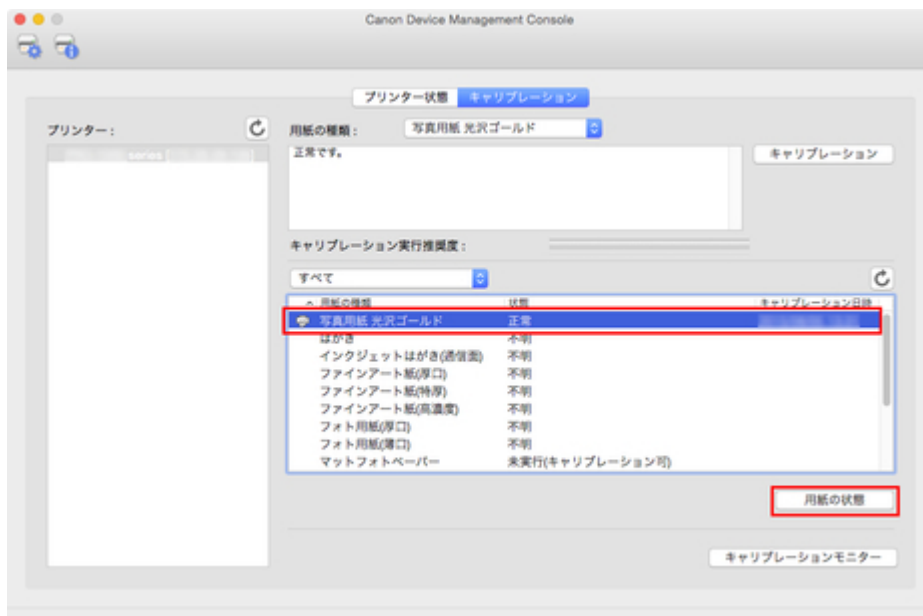 Canon Device Management Console
プリンター状態 キャリブレーション
プリンター：
用紙の種類： 写真用紙 光沢ゴールド
正常です。
キャリブレーション
キャリブレーション実行推奨度：
すべて
用紙の種類 状態 キャリブレーション日時
写真用紙 光沢ゴールド 正常
はがき 不明
インクジェットはがき(通信面) 不明
ファインアート紙(厚口) 不明
ファインアート紙(特厚) 不明
ファインアート紙(高濃度) 不明
フォト用紙(厚口) 不明
フォト用紙(薄口) 不明
マットフォトペーパー 未実行(キャリブレーション可)
用紙の状態
キャリブレーションモニター